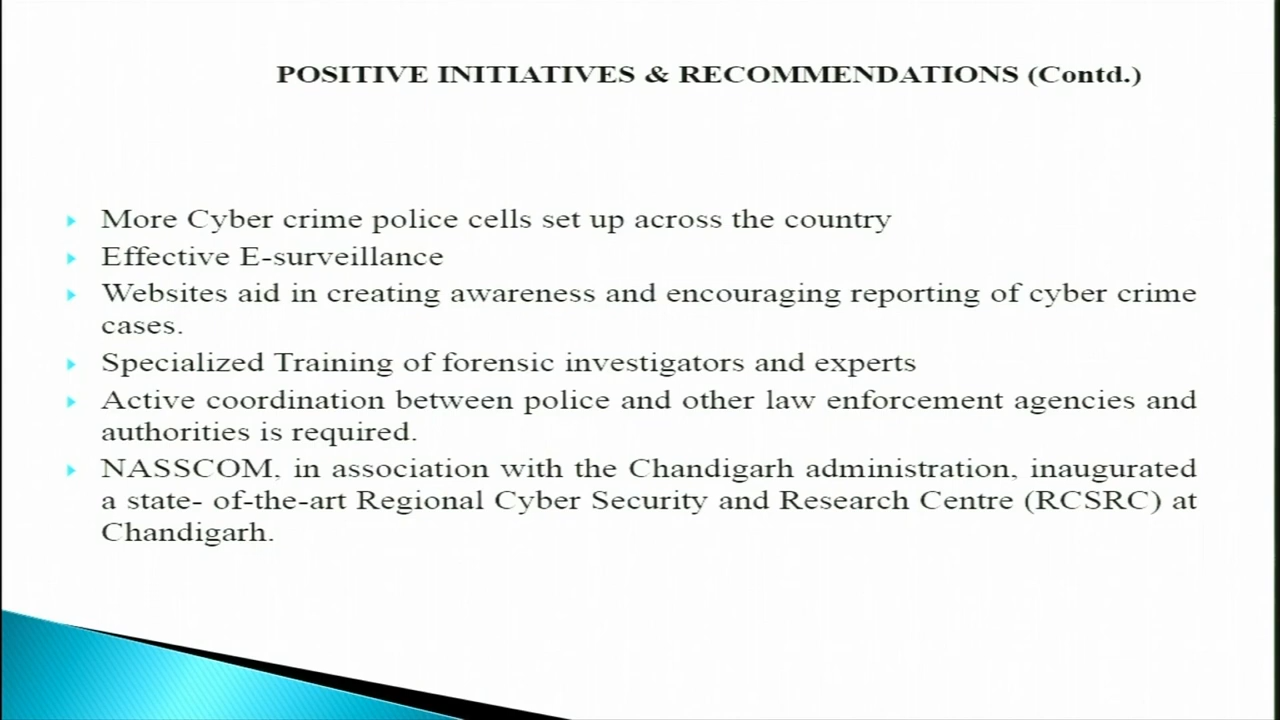 POSITIVE INITIATIVES & RECOMMENDATIONS (Contd.)
More Cyber crime police cells set up across the country
Effective E-surveillance
Websites aid in creating awareness and encouraging reporting of cyber crime
cases.
Specialized Training of forensic investigators and experts
Active coordination between police and other law enforcement agencies and
authorities is required.
NASSCOM, in association with the Chandigarh administration, inaugurated
a state- of-the-art Regional Cyber Security and Research Centre (RCSRC) at
Chandigarh.